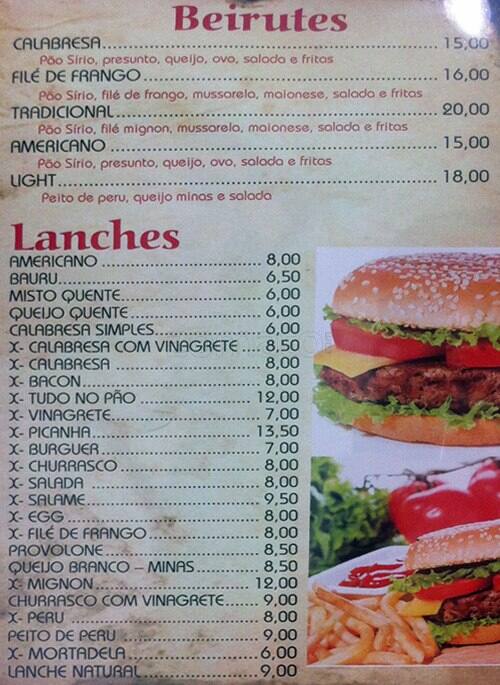 Beirutes
CALABRESA 15,00
Pão Sírio, presunto, queijo, ovo, salada e fritas
FILÉ DE FRANGO 16,00
Pão Sírio, filé de frango, mussarela, maionese, salada e fritas
TRADICIONAL 20,00
Pão Sírio, filé mignon, mussarela, maionese, salada e fritas
AMERICANO 15,00
Pão Sírio, presunto, queijo, ovo, salada e fritas
LIGHT 18,00
Peito de peru, queijo minas e salada
Lanches
AMERICANO 8,00
BAURU 6,50
MISTO QUENTE 6,00
QUEIJO QUENTE 6,00
CALABRESA SIMPLES 6,00
X- CALABRESA COM VINAGRETE 8,50
X- CALABRESA 8,00
X- BACON 8,00
X- TUDO NO PÃO 12,00
X- VINAGRETE 7,00
X- PICANHA 13,50
X- BURGUER 7,00
X- CHURRASCO 8,00
X- SALADA 8,00
X- SALAME 9,50
X- EGG 8,00
X- FILÉ DE FRANGO 8,00
PROVOLONE 8,50
QUEIJO BRANCO – MINAS 8,50
X- MIGNON 12,00
CHURRASCO COM VINAGRETE 9,00
X- PERU 8,00
PEITO DE PERU 9,00
X- MORTADELA 6,00
LANCHE NATURAL 9,00